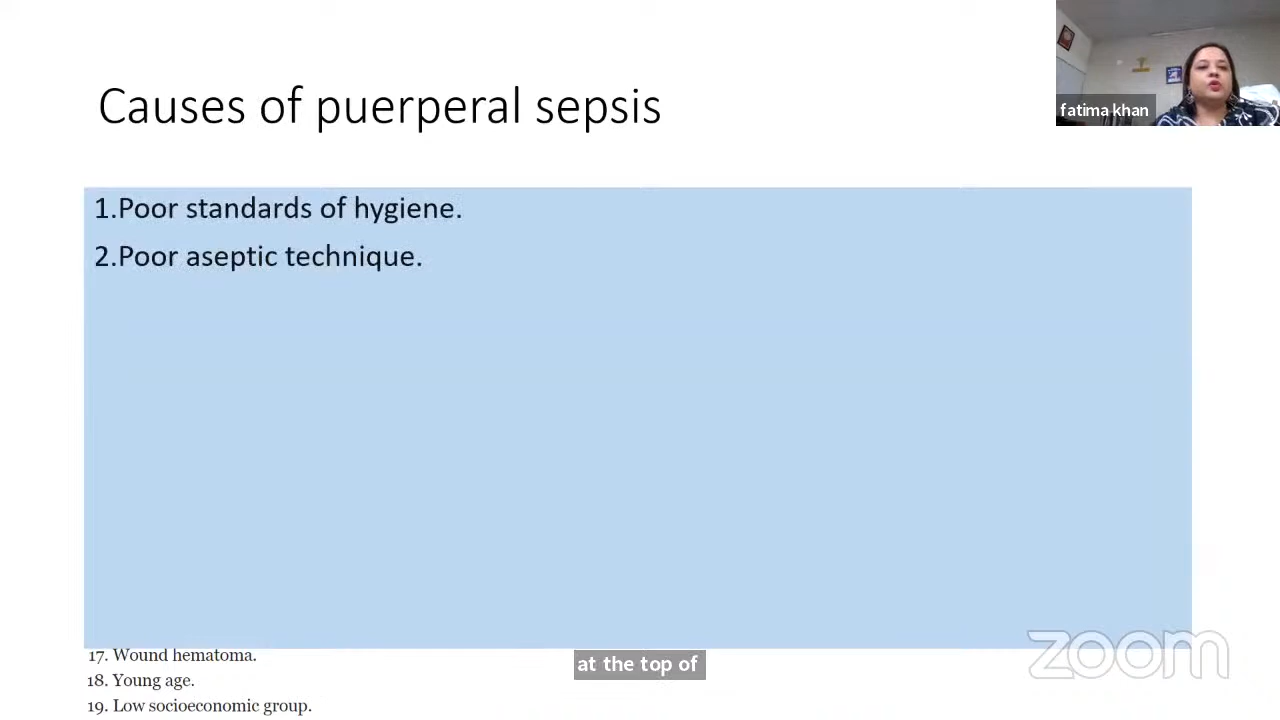 Causes of puerperal sepsis
fatima khan
1.Poor standards of hygiene.
2.Poor aseptic technique.
17. Wound hematoma.
18. Young age.
19. Low socioeconomic group.
at the top of
zoom